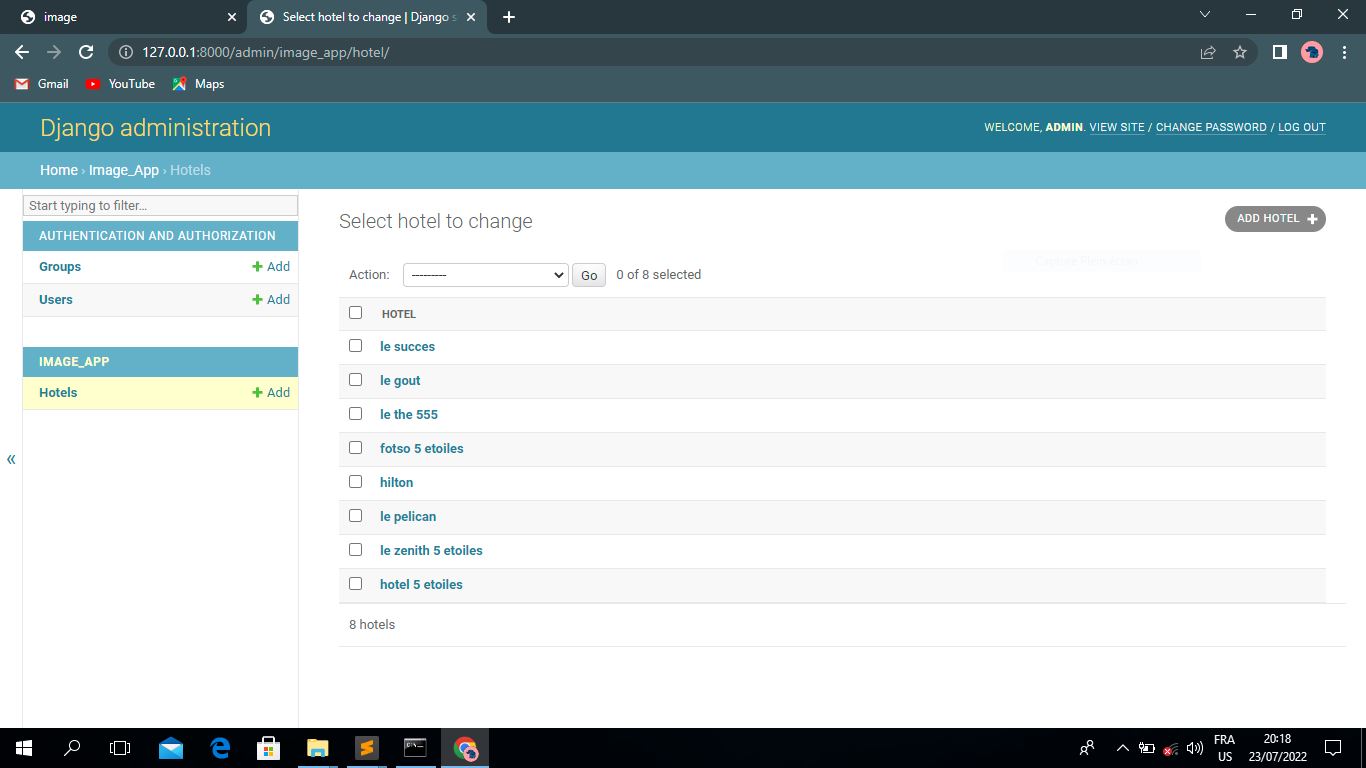 image
Select hotel to change | Django s
127.0.0.1:8000/admin/image_app/hotel/
Gmail YouTube Maps
Django administration
WELCOME, ADMIN. VIEW SITE / CHANGE PASSWORD / LOG OUT
Home › Image_App › Hotels
Start typing to filter...
AUTHENTICATION AND AUTHORIZATION
Groups + Add
Users + Add
IMAGE_APP
Hotels + Add
«
Select hotel to change
ADD HOTEL +
Action: --------- Go 0 of 8 selected
HOTEL
le succes
le gout
le the 555
fotso 5 etoiles
hilton
le pelican
le zenith 5 etoiles
hotel 5 etoiles
8 hotels
FRA
US
20:18
23/07/2022